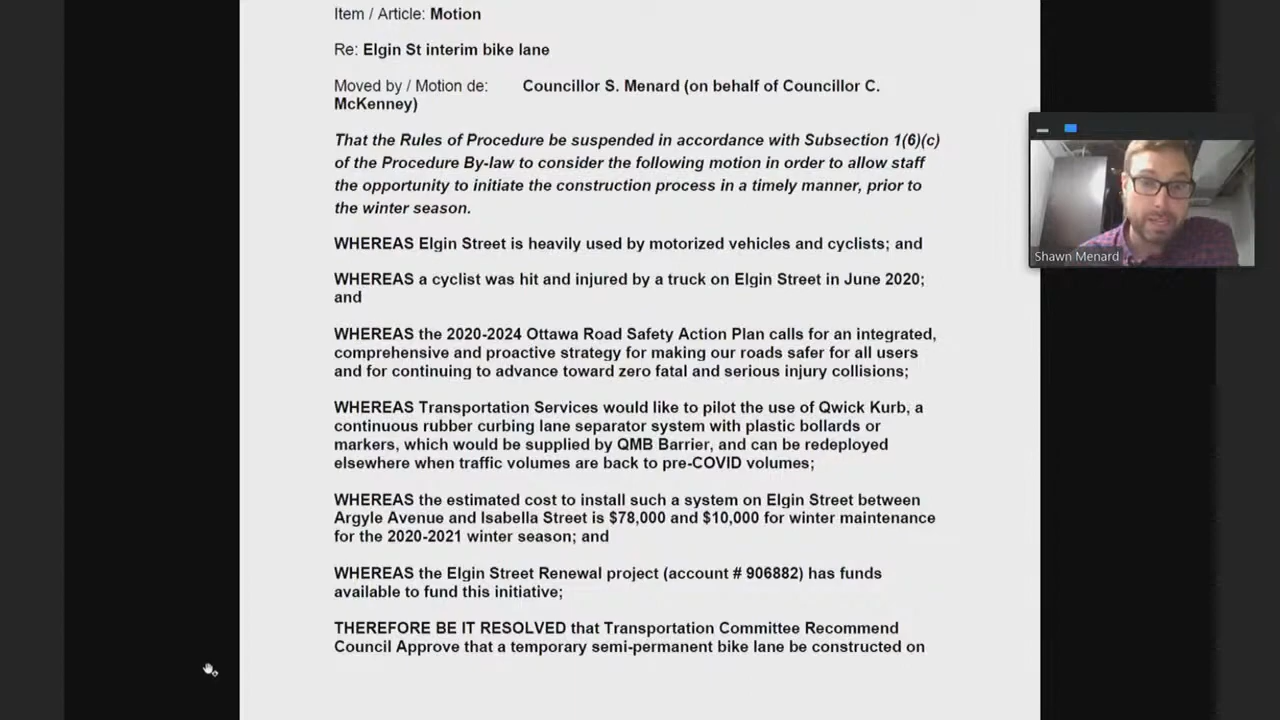 Item / Article: Motion
Re: Elgin St interim bike lane
Moved by / Motion de: Councillor S. Menard (on behalf of Councillor C.
McKenney)
That the Rules of Procedure be suspended in accordance with Subsection 1(6)(c)
of the Procedure By-law to consider the following motion in order to allow staff
the opportunity to initiate the construction process in a timely manner, prior to
the winter season.
WHEREAS Elgin Street is heavily used by motorized vehicles and cyclists; and
WHEREAS a cyclist was hit and injured by a truck on Elgin Street in June 2020;
and
WHEREAS the 2020-2024 Ottawa Road Safety Action Plan calls for an integrated,
comprehensive and proactive strategy for making our roads safer for all users
and for continuing to advance toward zero fatal and serious injury collisions;
WHEREAS Transportation Services would like to pilot the use of Qwick Kurb, a
continuous rubber curbing lane separator system with plastic bollards or
markers, which would be supplied by QMB Barrier, and can be redeployed
elsewhere when traffic volumes are back to pre-COVID volumes;
WHEREAS the estimated cost to install such a system on Elgin Street between
Argyle Avenue and Isabella Street is $78,000 and $10,000 for winter maintenance
for the 2020-2021 winter season; and
WHEREAS the Elgin Street Renewal project (account # 906882) has funds
available to fund this initiative;
THEREFORE BE IT RESOLVED that Transportation Committee Recommend
Council Approve that a temporary semi-permanent bike lane be constructed on
Shawn Menard